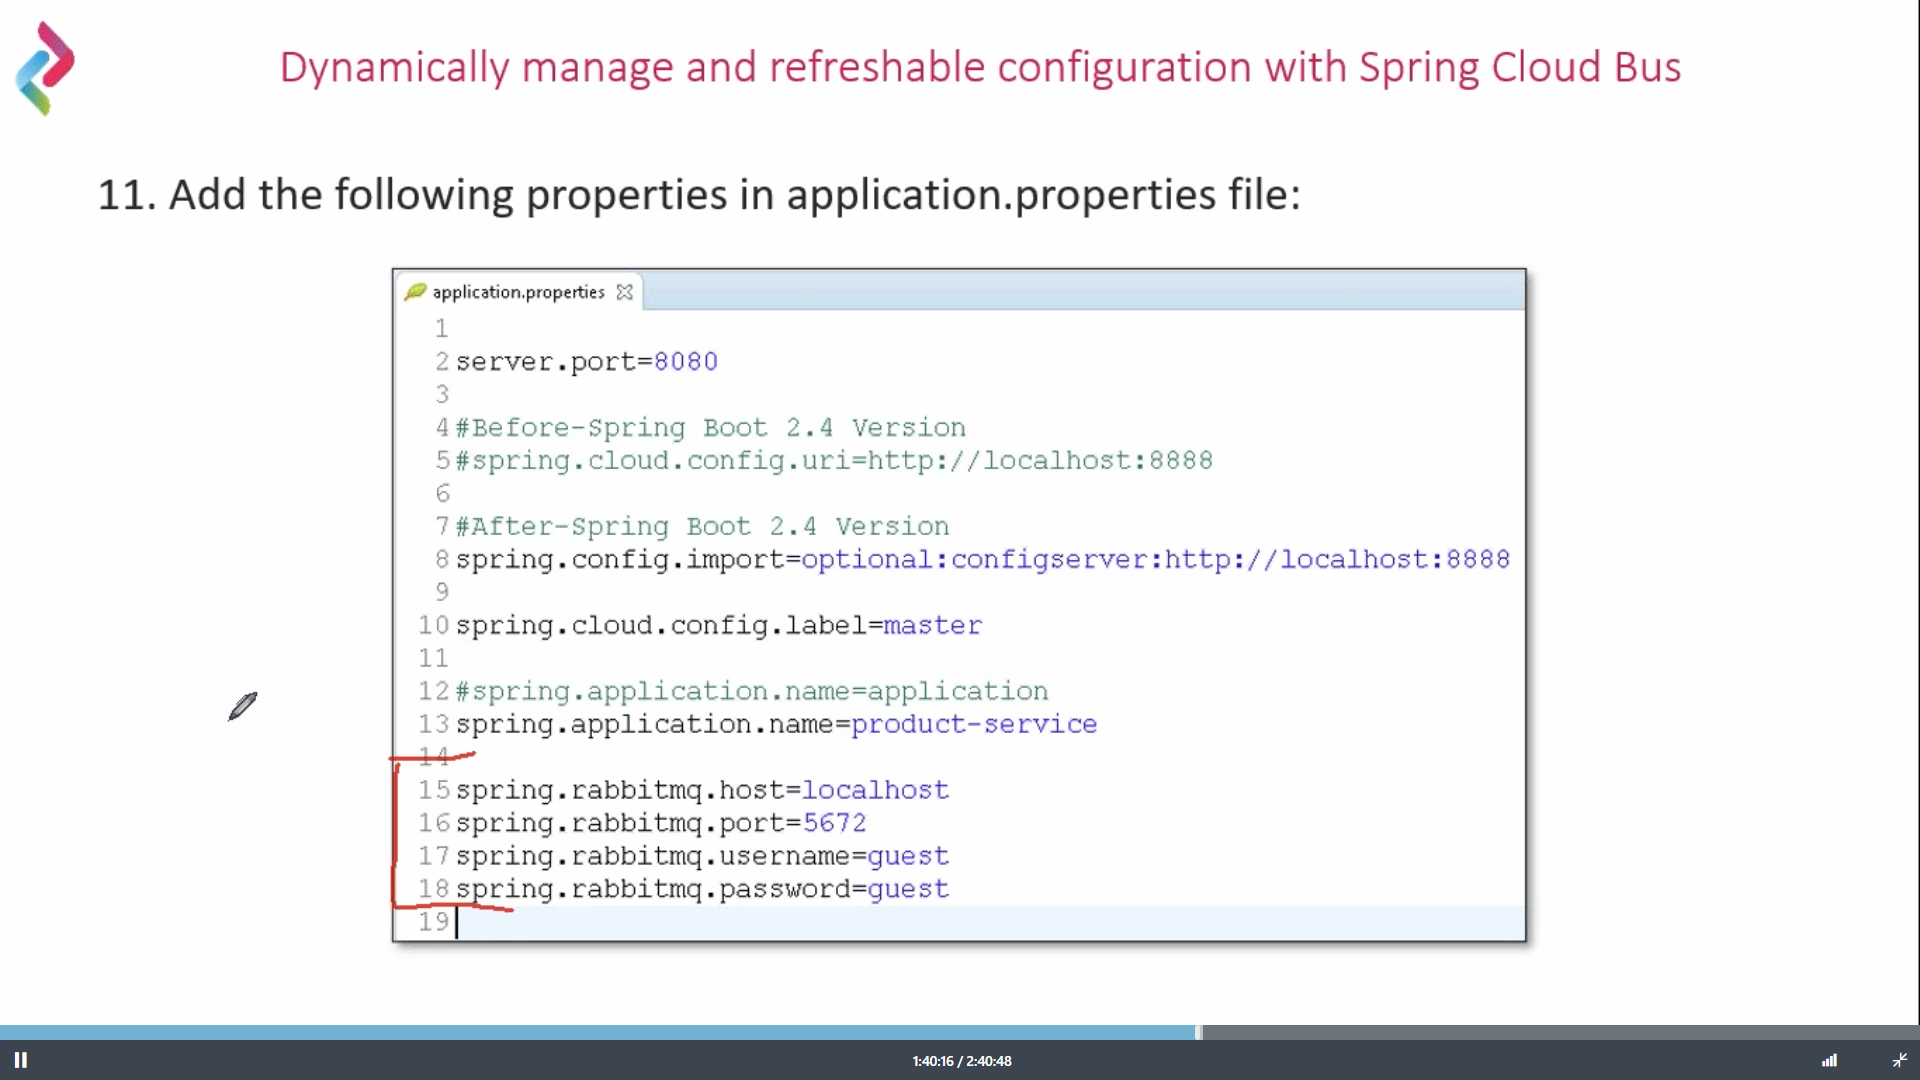 Dynamically manage and refreshable configuration with Spring Cloud Bus
11. Add the following properties in application.properties file:
application.properties
1
2 server.port=8080
3
4 #Before-Spring Boot 2.4 Version
5 #spring.cloud.config.uri=http://localhost:8888
6
7 #After-Spring Boot 2.4 Version
8 spring.config.import=optional:configserver:http://localhost:8888
9
10 spring.cloud.config.label=master
11
12 #spring.application.name=application
13 spring.application.name=product-service
14
15 spring.rabbitmq.host=localhost
16 spring.rabbitmq.port=5672
17 spring.rabbitmq.username=guest
18 spring.rabbitmq.password=guest
19
1:40:16 / 2:40:48